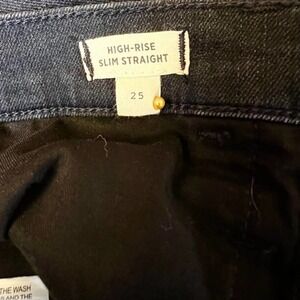 HIGH-RISE
SLIM STRAIGHT
25
THE WASH
AND THE